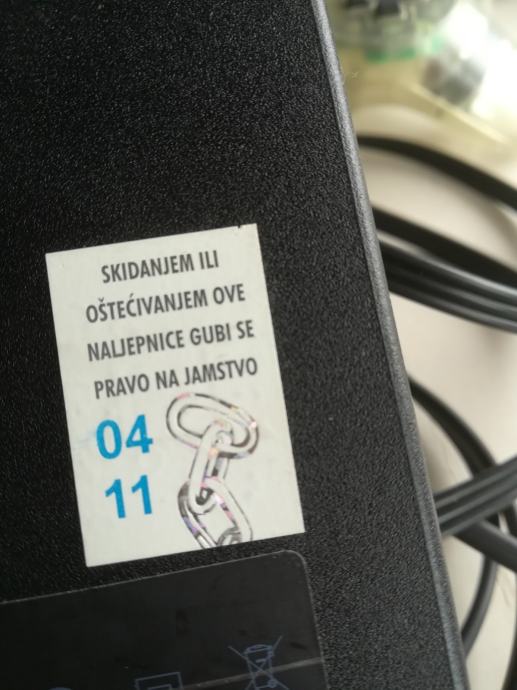 SKIDANJEM ILI
OŠTEĆIVANJEM OVE
NALJEPNICE GUBI SE
PRAVO NA JAMSTVO
04
11